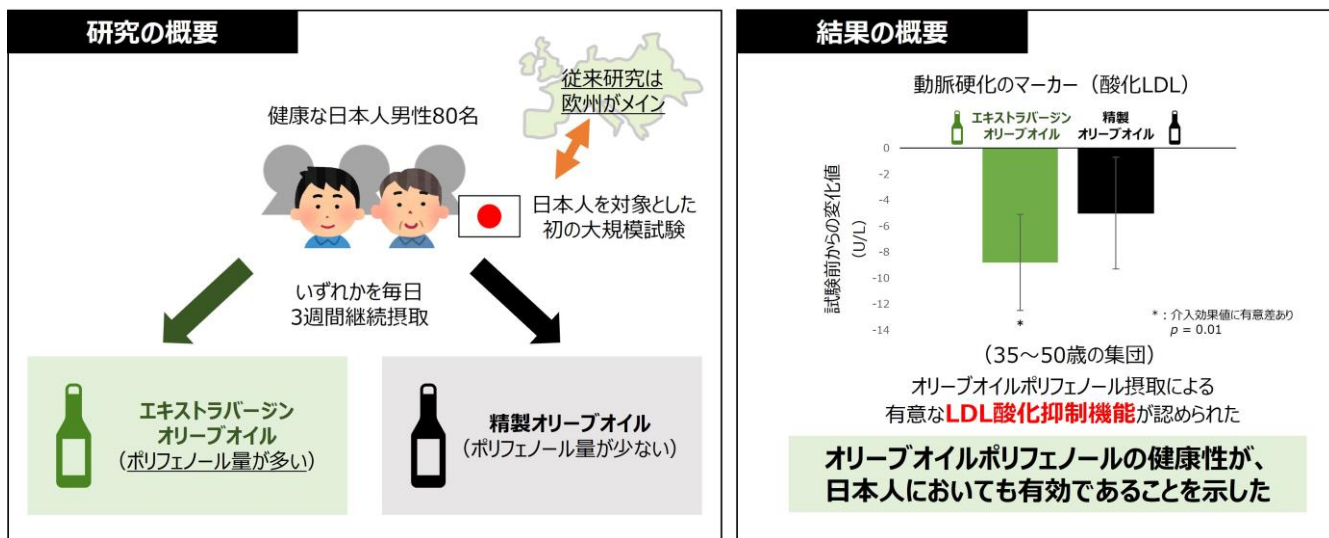 研究の概要
従来研究は
欧州がメイン
健康な日本人男性80名
日本人を対象とした
初の大規模試験
いずれかを毎日
3週間継続摂取
エキストラバージン
オリーブオイル
（ポリフェノール量が多い）
精製オリーブオイル
（ポリフェノール量が少ない）
結果の概要
動脈硬化のマーカー（酸化LDL）
エキストラバージン
オリーブオイル
精製
オリーブオイル
試験前からの変化値
(U/L)
0
-2
-4
-6
-8
-10
-12
-14
*
*：介入効果値に有意差あり
p = 0.01
（35～50歳の集団）
オリーブオイルポリフェノール摂取による
有意なLDL酸化抑制機能が認められた
オリーブオイルポリフェノールの健康性が、
日本人においても有効であることを示した